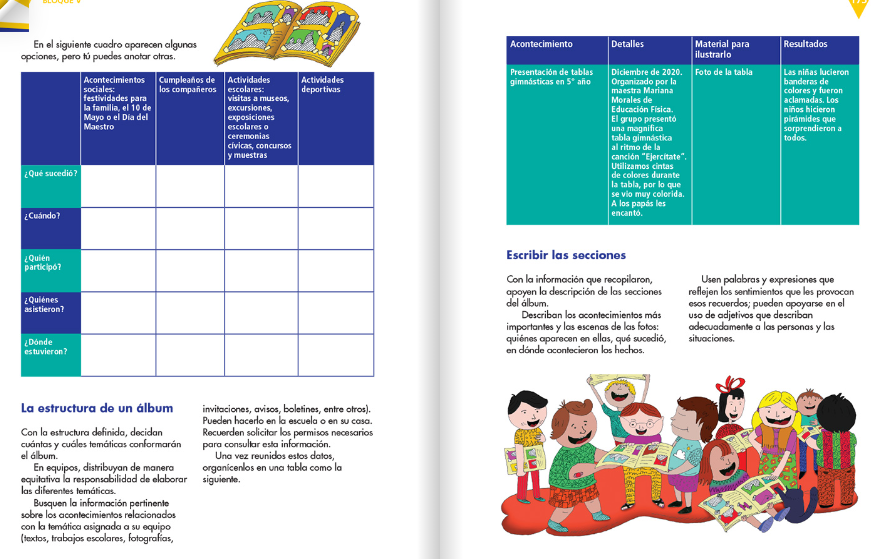 BLOQUE V
En el siguiente cuadro aparecen algunas
opciones, pero tú puedes anotar otras.
Acontecimientos
sociales:
festividades para
la familia, el 10 de
Mayo o el Día del
Maestro
Cumpleaños de
los compañeros
Actividades
escolares:
visitas a museos,
excursiones,
exposiciones
escolares o
ceremonias
cívicas, concursos
y muestras
Actividades
deportivas
¿Qué sucedió?
¿Cuándo?
¿Quién
participó?
¿Quiénes
asistieron?
¿Dónde
estuvieron?
La estructura de un álbum
Con la estructura definida, decidan
cuántas y cuáles temáticas conformarán
el álbum.
En equipos, distribuyan de manera
equitativa la responsabilidad de elaborar
las diferentes temáticas.
Busquen la información pertinente
sobre los acontecimientos relacionados
con la temática asignada a su equipo
(textos, trabajos escolares, fotografías,
invitaciones, avisos, boletines, entre otros).
Pueden hacerlo en la escuela o en su casa.
Recuerden solicitar los permisos necesarios
para consultar esta información.
Una vez reunidos estos datos,
organícenlos en una tabla como la
siguiente.
Acontecimiento
Detalles
Material para
ilustrarlo
Resultados
Presentación de tablas
gimnásticas en 5° año
Diciembre de 2020.
Organizado por la
maestra Mariana
Morales de
Educación Física.
El grupo presentó
una magnífica
tabla gimnástica
al ritmo de la
canción "Ejercítate".
Utilizamos cintas
de colores durante
la tabla, por lo que
se vio muy colorida.
A los papás les
encantó.
Foto de la tabla
Las niñas lucieron
banderas de
colores y fueron
aclamadas. Los
niños hicieron
pirámides que
sorprendieron a
todos.
Escribir las secciones
Con la información que recopilaron,
apoyen la descripción de las secciones
del álbum.
Describan los acontecimientos más
importantes y las escenas de las fotos:
quiénes aparecen en ellas, qué sucedió,
en dónde acontecieron los hechos.
Usen palabras y expresiones que
reflejen los sentimientos que les provocan
esos recuerdos; pueden apoyarse en el
uso de adjetivos que describan
adecuadamente a las personas y las
situaciones.